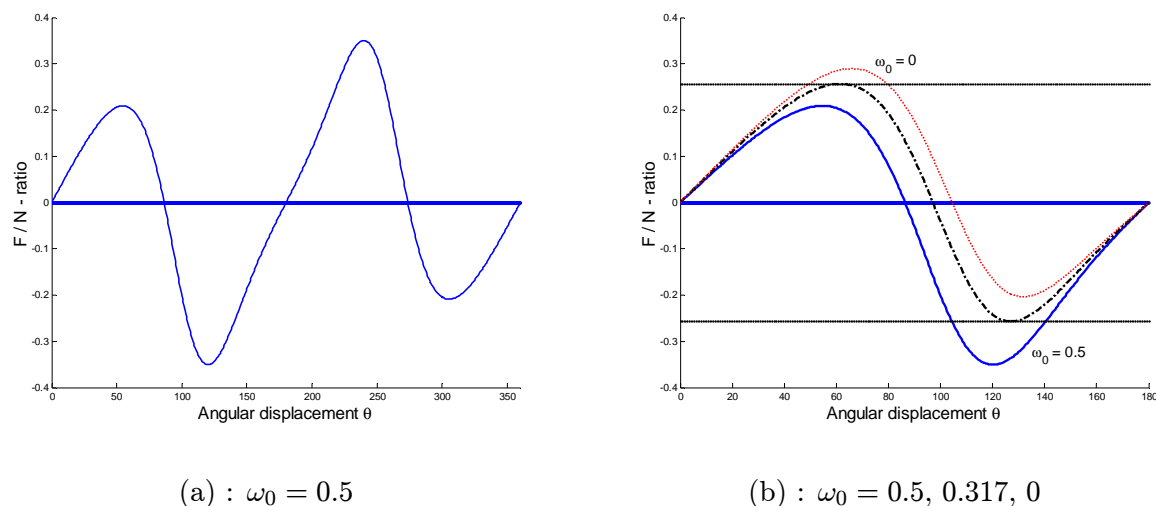 0.4
0.3
0.2
0.1
0
-0.1
-0.2
-0.3
-0.4
F / N - ratio
0 50 100 150 200 250 300 350
Angular displacement θ
(a) : ω0 = 0.5
0.4
0.3
0.2
0.1
0
-0.1
-0.2
-0.3
-0.4
F / N - ratio
ω0 = 0
ω0 = 0.5
0 20 40 60 80 100 120 140 160 180
Angular displacement θ
(b) : ω0 = 0.5, 0.317, 0